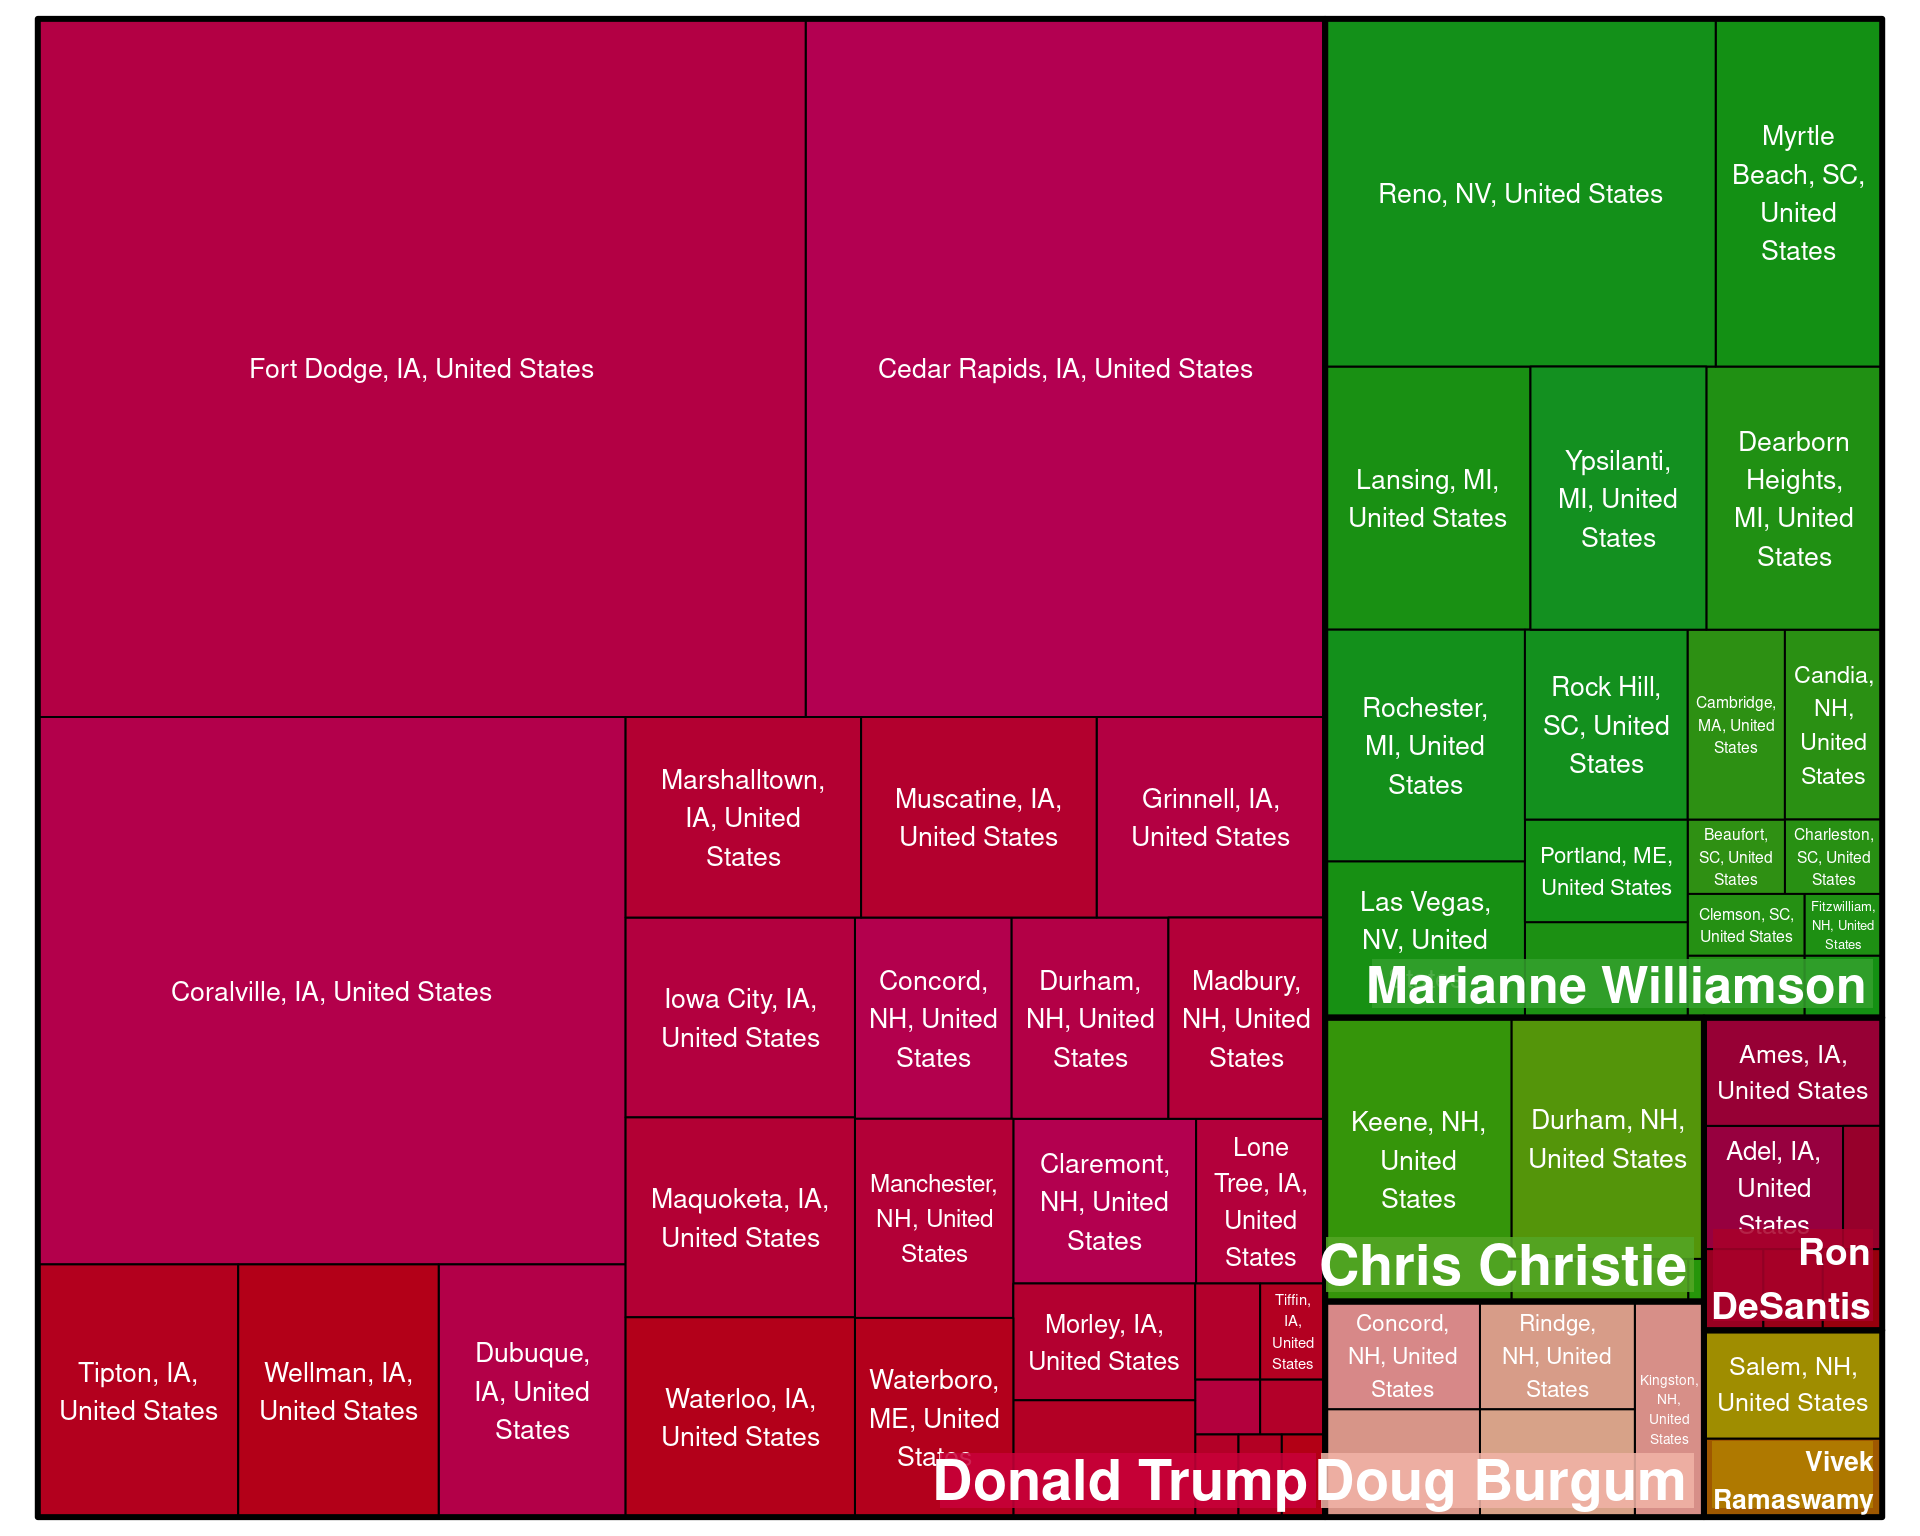 Fort Dodge, IA, United States
Cedar Rapids, IA, United States
Coralville, IA, United States
Marshalltown,
IA, United
States
Muscatine, IA,
United States
Grinnell, IA,
United States
Iowa City, IA,
United States
Concord,
NH, United
States
Durham,
NH, United
States
Madbury,
NH, United
States
Maquoketa, IA,
United States
Manchester,
NH, United
States
Claremont,
NH, United
States
Lone
Tree, IA,
United
States
Tipton, IA,
United States
Wellman, IA,
United States
Dubuque,
IA, United
States
Waterloo, IA,
United States
Waterboro,
ME, United
States
Morley, IA,
United States
Tiffin,
IA,
United
States
Donald Trump
Reno, NV, United States
Myrtle
Beach, SC,
United
States
Lansing, MI,
United States
Ypsilanti,
MI, United
States
Dearborn
Heights,
MI, United
States
Rochester,
MI, United
States
Rock Hill,
SC, United
States
Cambridge,
MA, United
States
Candia,
NH,
United
States
Portland, ME,
United States
Beaufort,
SC, United
States
Charleston,
SC, United
States
Las Vegas,
NV, United
Clemson, SC,
United States
Fitzwilliam,
NH, United
States
Marianne Williamson
Keene, NH,
United
States
Durham, NH,
United States
Chris Christie
Ames, IA,
United States
Adel, IA,
United
States
Ron
DeSantis
Concord,
NH, United
States
Rindge,
NH, United
States
Kingston,
NH,
United
States
Doug Burgum
Salem, NH,
United States
Vivek
Ramaswamy